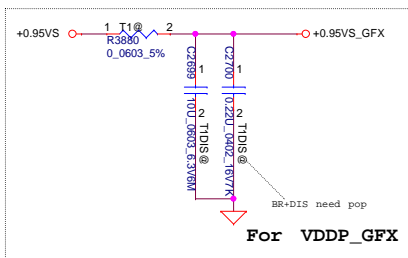 +0.95VS
1
T1@
2
R3880
0_0603_5%
+0.95VS_GFX
C2699
1
2
10U_0603_6.3V6M
T1DIS@
C2700
1
2
0.22U_0402_16V7K
T1DIS@
BR+DIS need pop
For VDDP_GFX